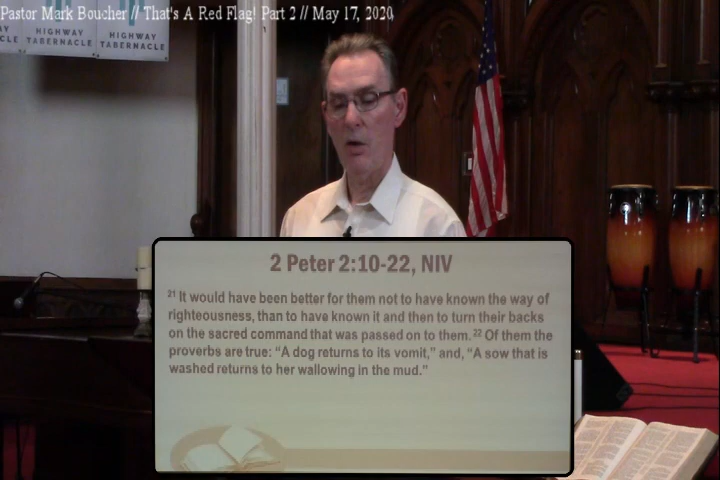 Pastor Mark Boucher // That's A Red Flag! Part 2 // May 17, 2020
HIGHWAY
TABERNACLE
HIGHWAY
TABERNACLE
2 Peter 2:10-22, NIV
21 It would have been better for them not to have known the way of
righteousness, than to have known it and then to turn their backs
on the sacred command that was passed on to them. 22 Of them the
proverbs are true: “A dog returns to its vomit,” and, “A sow that is
washed returns to her wallowing in the mud.”